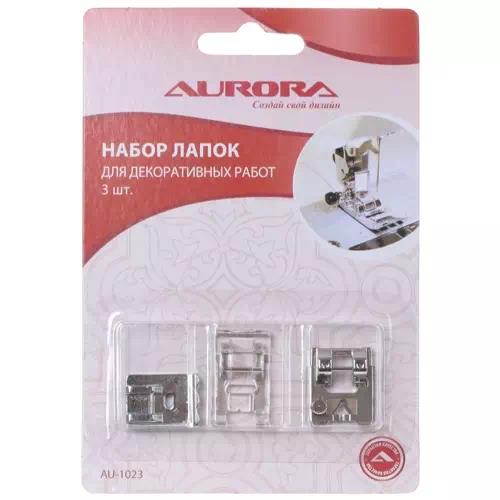 AURORA
Создай свой дизайн
НАБОР ЛАПОК
ДЛЯ ДЕКОРАТИВНЫХ РАБОТ
3 шт.
AU-1023